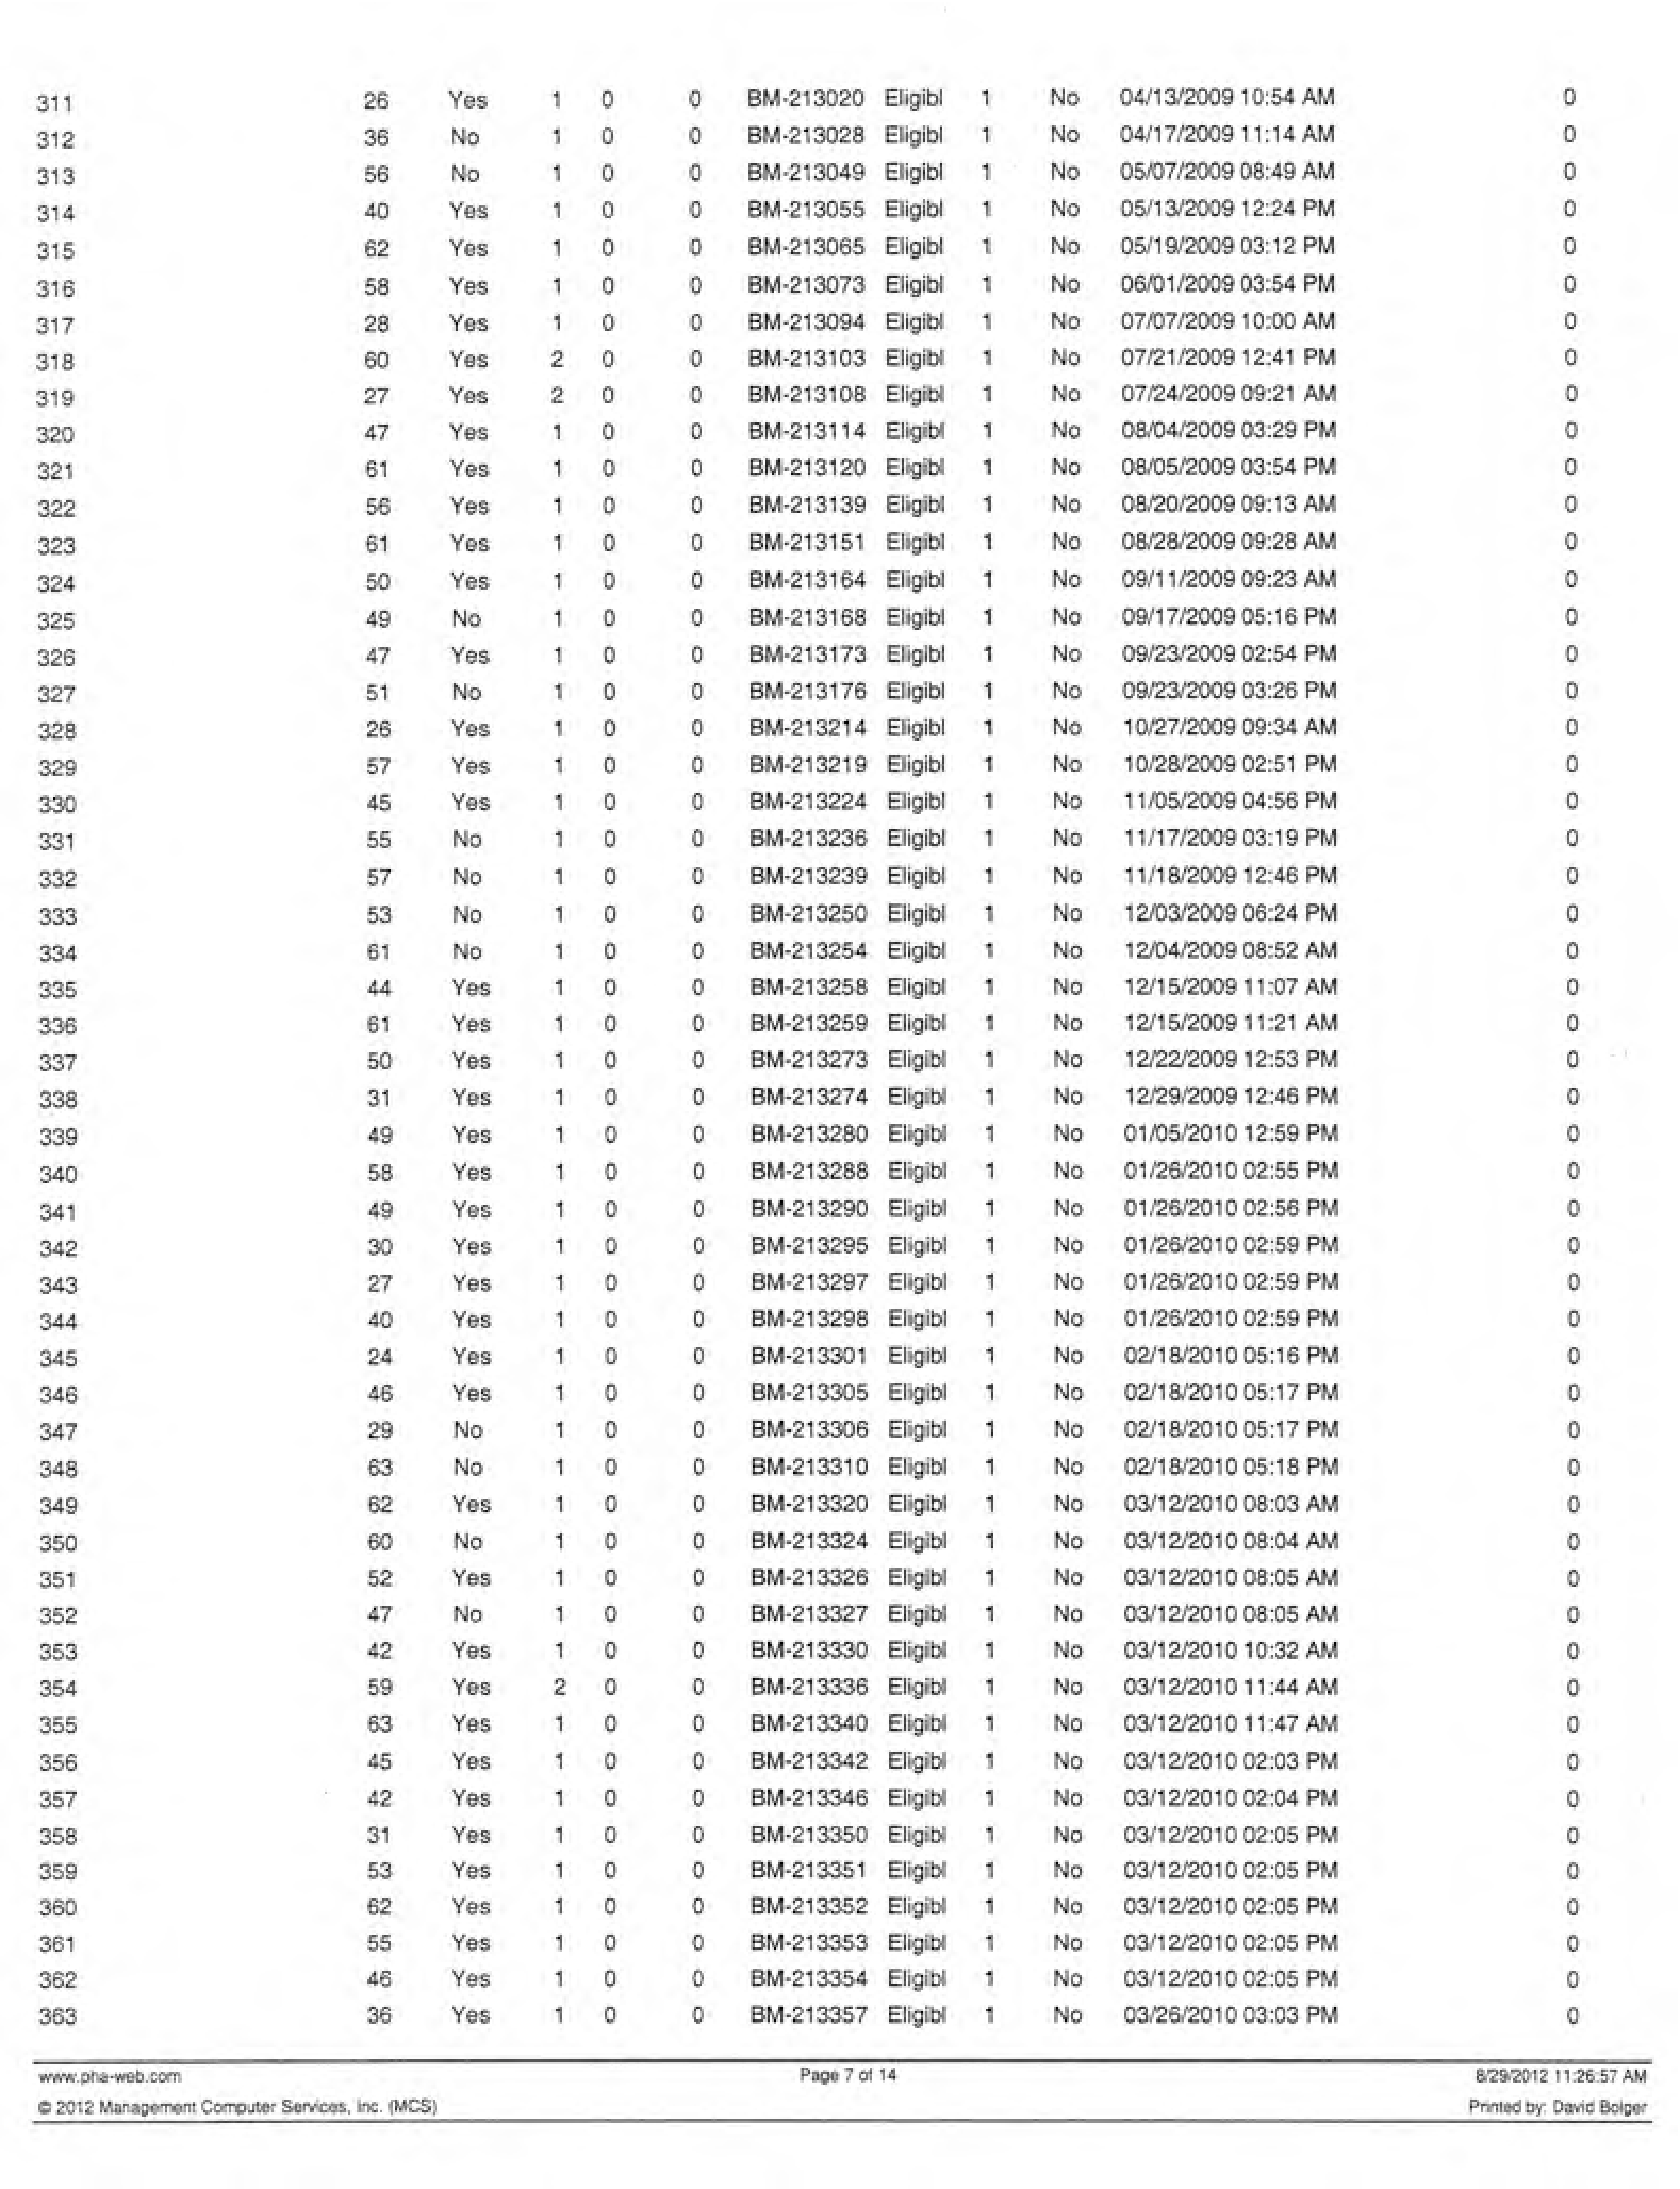 311 26 Yes 1 0 0 BM-213020 Eligibl 1 No 04/13/2009 10:54 AM 0
312 36 No 1 0 0 BM-213028 Eligibl 1 No 04/17/2009 11:14 AM 0
313 56 No 1 0 0 BM-213049 Eligibl 1 No 05/07/2009 08:49 AM 0
314 40 Yes 1 0 0 BM-213055 Eligibl 1 No 05/13/2009 12:24 PM 0
315 62 Yes 1 0 0 BM-213065 Eligibl 1 No 05/19/2009 03:12 PM 0
316 58 Yes 1 0 0 BM-213073 Eligibl 1 No 06/01/2009 03:54 PM 0
317 28 Yes 1 0 0 BM-213094 Eligibl 1 No 07/07/2009 10:00 AM 0
318 60 Yes 2 0 0 BM-213103 Eligibl 1 No 07/21/2009 12:41 PM 0
319 27 Yes 2 0 0 BM-213108 Eligibl 1 No 07/24/2009 09:21 AM 0
320 47 Yes 1 0 0 BM-213114 Eligibl 1 No 08/04/2009 03:29 PM 0
321 61 Yes 1 0 0 BM-213120 Eligibl 1 No 08/05/2009 03:54 PM 0
322 56 Yes 1 0 0 BM-213139 Eligibl 1 No 08/20/2009 09:13 AM 0
323 61 Yes 1 0 0 BM-213151 Eligibl 1 No 08/28/2009 09:28 AM 0
324 50 Yes 1 0 0 BM-213164 Eligibl 1 No 09/11/2009 09:23 AM 0
325 49 No 1 0 0 BM-213168 Eligibl 1 No 09/17/2009 05:16 PM 0
326 47 Yes 1 0 0 BM-213173 Eligibl 1 No 09/23/2009 02:54 PM 0
327 51 No 1 0 0 BM-213176 Eligibl 1 No 09/23/2009 03:26 PM 0
328 26 Yes 1 0 0 BM-213214 Eligibl 1 No 10/27/2009 09:34 AM 0
329 57 Yes 1 0 0 BM-213219 Eligibl 1 No 10/28/2009 02:51 PM 0
330 45 Yes 1 0 0 BM-213224 Eligibl 1 No 11/05/2009 04:56 PM 0
331 55 No 1 0 0 BM-213236 Eligibl 1 No 11/17/2009 03:19 PM 0
332 57 No 1 0 0 BM-213239 Eligibl 1 No 11/18/2009 12:46 PM 0
333 53 No 1 0 0 BM-213250 Eligibl 1 No 12/03/2009 06:24 PM 0
334 61 No 1 0 0 BM-213254 Eligibl 1 No 12/04/2009 08:52 AM 0
335 44 Yes 1 0 0 BM-213258 Eligibl 1 No 12/15/2009 11:07 AM 0
336 61 Yes 1 0 0 BM-213259 Eligibl 1 No 12/15/2009 11:21 AM 0
337 50 Yes 1 0 0 BM-213273 Eligibl 1 No 12/22/2009 12:53 PM 0
338 31 Yes 1 0 0 BM-213274 Eligibl 1 No 12/29/2009 12:46 PM 0
339 49 Yes 1 0 0 BM-213280 Eligibl 1 No 01/05/2010 12:59 PM 0
340 58 Yes 1 0 0 BM-213288 Eligibl 1 No 01/26/2010 02:55 PM 0
341 49 Yes 1 0 0 BM-213290 Eligibl 1 No 01/26/2010 02:56 PM 0
342 30 Yes 1 0 0 BM-213295 Eligibl 1 No 01/26/2010 02:59 PM 0
343 27 Yes 1 0 0 BM-213297 Eligibl 1 No 01/26/2010 02:59 PM 0
344 40 Yes 1 0 0 BM-213298 Eligibl 1 No 01/26/2010 02:59 PM 0
345 24 Yes 1 0 0 BM-213301 Eligibl 1 No 02/18/2010 05:16 PM 0
346 46 Yes 1 0 0 BM-213305 Eligibl 1 No 02/18/2010 05:17 PM 0
347 29 No 1 0 0 BM-213306 Eligibl 1 No 02/18/2010 05:17 PM 0
348 63 No 1 0 0 BM-213310 Eligibl 1 No 02/18/2010 05:18 PM 0
349 62 Yes 1 0 0 BM-213320 Eligibl 1 No 03/12/2010 08:03 AM 0
350 60 No 1 0 0 BM-213324 Eligibl 1 No 03/12/2010 08:04 AM 0
351 52 Yes 1 0 0 BM-213326 Eligibl 1 No 03/12/2010 08:05 AM 0
352 47 No 1 0 0 BM-213327 Eligibl 1 No 03/12/2010 08:05 AM 0
353 42 Yes 1 0 0 BM-213330 Eligibl 1 No 03/12/2010 10:32 AM 0
354 59 Yes 2 0 0 BM-213336 Eligibl 1 No 03/12/2010 11:44 AM 0
355 63 Yes 1 0 0 BM-213340 Eligibl 1 No 03/12/2010 11:47 AM 0
356 45 Yes 1 0 0 BM-213342 Eligibl 1 No 03/12/2010 02:03 PM 0
357 42 Yes 1 0 0 BM-213346 Eligibl 1 No 03/12/2010 02:04 PM 0
358 31 Yes 1 0 0 BM-213350 Eligibl 1 No 03/12/2010 02:05 PM 0
359 53 Yes 1 0 0 BM-213351 Eligibl 1 No 03/12/2010 02:05 PM 0
360 62 Yes 1 0 0 BM-213352 Eligibl 1 No 03/12/2010 02:05 PM 0
361 55 Yes 1 0 0 BM-213353 Eligibl 1 No 03/12/2010 02:05 PM 0
362 46 Yes 1 0 0 BM-213354 Eligibl 1 No 03/12/2010 02:05 PM 0
363 36 Yes 1 0 0 BM-213357 Eligibl 1 No 03/26/2010 03:03 PM 0
www.pha-web.com Page 7 of 14 8/29/2012 11:26:57 AM
© 2012 Management Computer Services, Inc. (MCS) Printed by: David Bolger